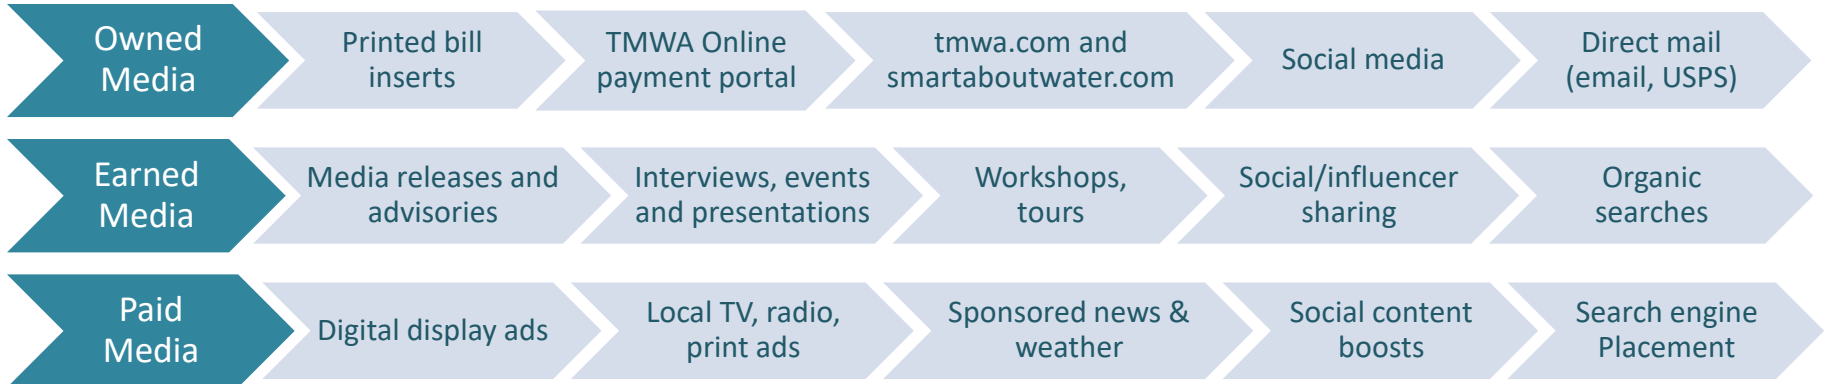 Owned
Media
Printed bill
inserts
TMWA Online
payment portal
tmwa.com and
smartaboutwater.com
Social media
Direct mail
(email, USPS)
Earned
Media
Media releases and
advisories
Interviews, events
and presentations
Workshops,
tours
Social/influencer
sharing
Organic
searches
Paid
Media
Digital display ads
Local TV, radio,
print ads
Sponsored news &
weather
Social content
boosts
Search engine
Placement